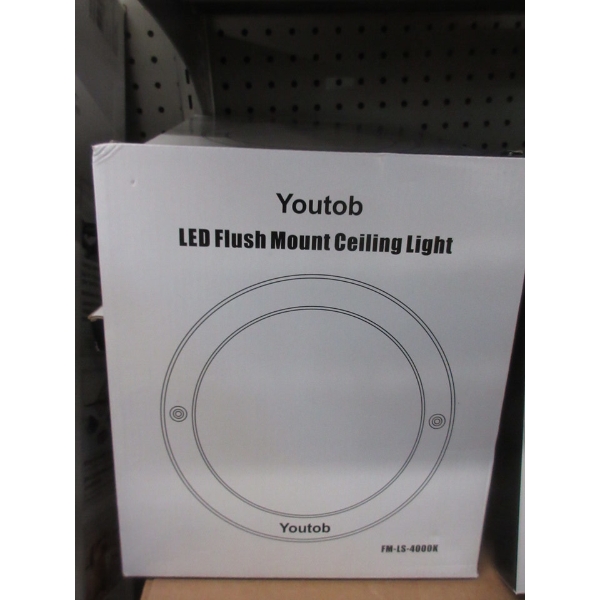 Youtob
LED Flush Mount Ceiling Light
Youtob
FM-LS-4000K